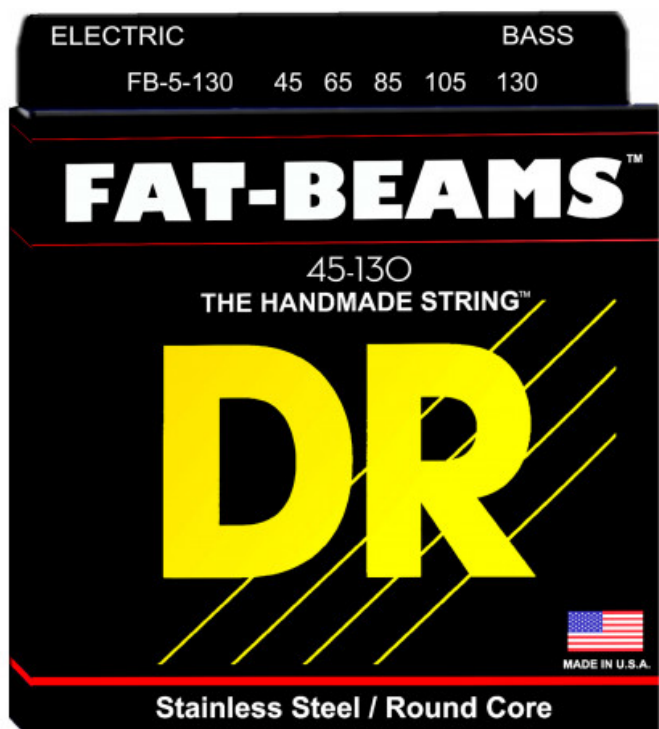 ELECTRIC BASS
FB-5-130 45 65 85 105 130
FAT-BEAMS™
45-130
THE HANDMADE STRING™
DR
MADE IN U.S.A.
Stainless Steel / Round Core